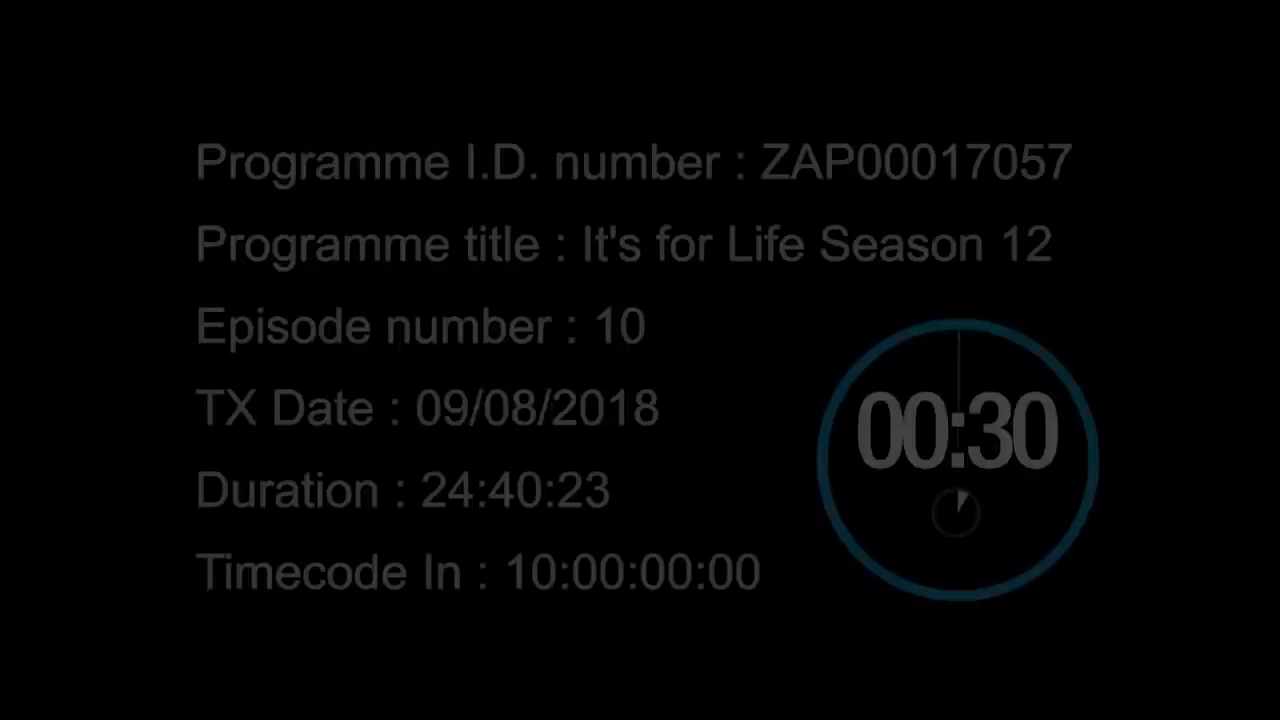 Programme I.D. number : ZAP00017057
Programme title : It's for Life Season 12
Episode number : 10
TX Date : 09/08/2018
Duration : 24:40:23
Timecode In : 10:00:00:00
00:30